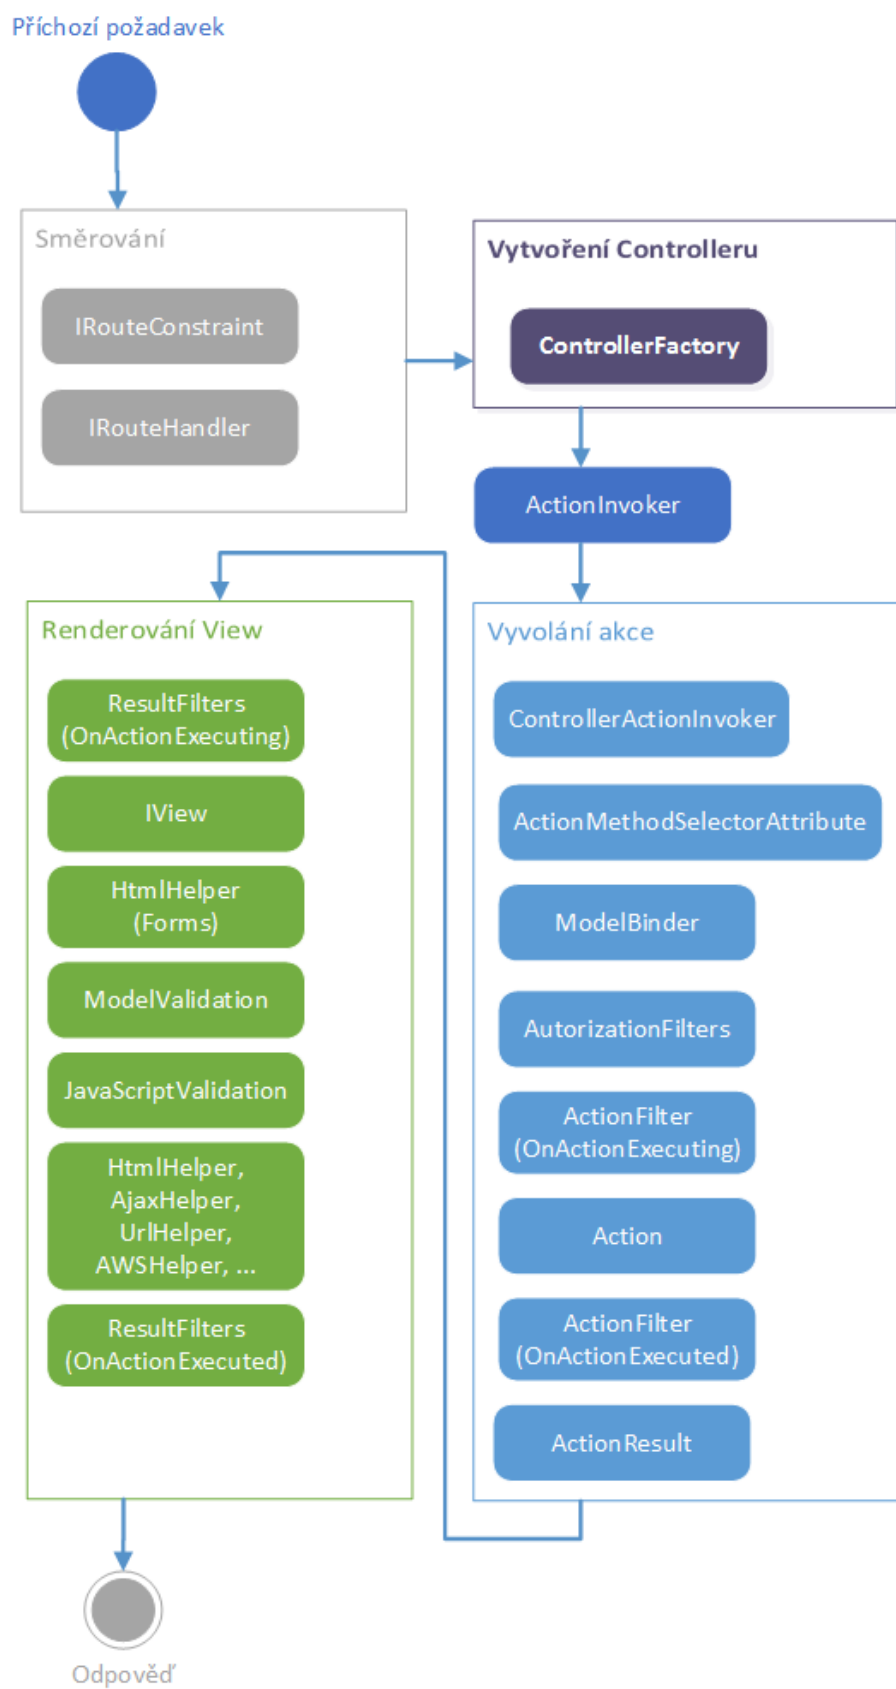 Příchozí požadavek
Směrování
IRouteConstraint
IRouteHandler
Vytvoření Controlleru
ControllerFactory
ActionInvoker
Vyvolání akce
ControllerActionInvoker
ActionMethodSelectorAttribute
ModelBinder
AutorizationFilters
ActionFilter
(OnActionExecuting)
Action
ActionFilter
(OnActionExecuted)
ActionResult
Renderování View
ResultFilters
(OnActionExecuting)
IView
HtmlHelper
(Forms)
ModelValidation
JavaScriptValidation
HtmlHelper,
AjaxHelper,
UrlHelper,
AWSHelper, ...
ResultFilters
(OnActionExecuted)
Odpověď